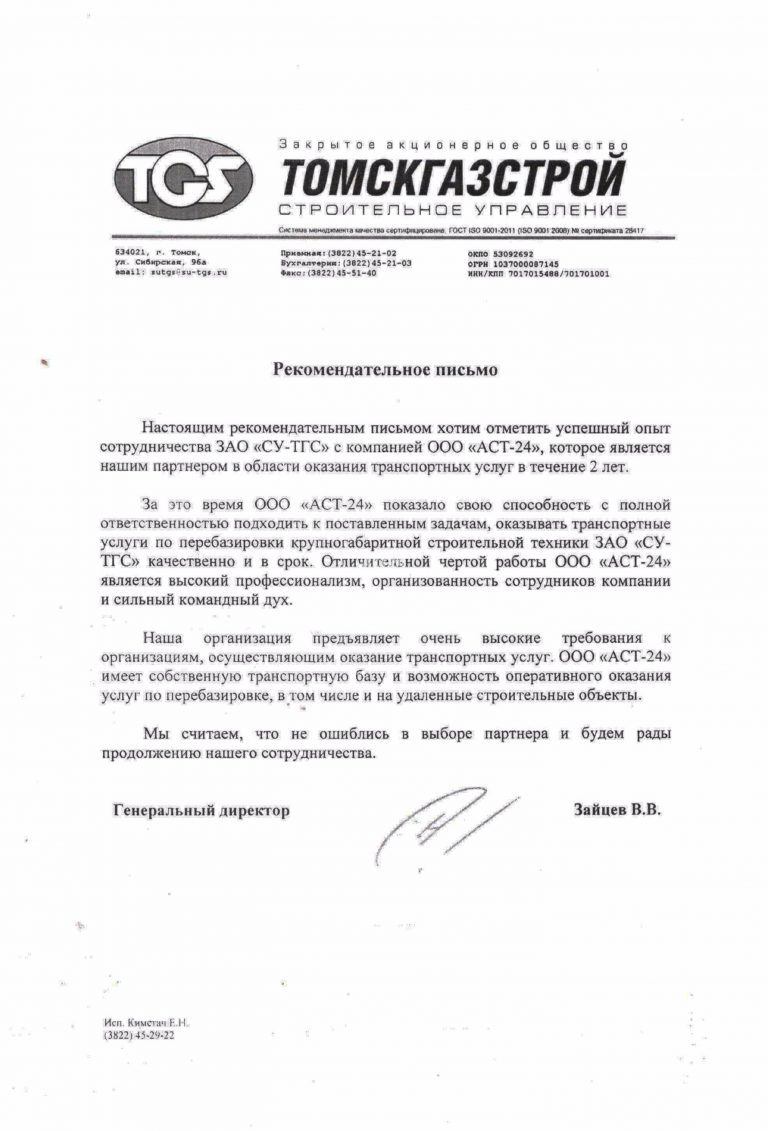 TGS
Закрытое акционерное общество
ТОМСКГАЗСТРОЙ
СТРОИТЕЛЬНОЕ УПРАВЛЕНИЕ
Система менеджмента качества сертифицирована. ГОСТ ISO 9001-2011 (ISO 9001 2008) № сертификата 28417
634021, г. Томск,
ул. Сибирская, 96а
email: sutgs@su-tgs.ru
Приемная:(3822)45-21-02
Бухгалтерия:(3822)45-21-03
Факс:(3822)45-51-40
ОКПО 53092692
ОГРН 1037000087145
ИНН/КПП 7017015488/701701001
Рекомендательное письмо
Настоящим рекомендательным письмом хотим отметить успешный опыт
сотрудничества ЗАО «СУ-ТГС» с компанией ООО «АСТ-24», которое является
нашим партнером в области оказания транспортных услуг в течение 2 лет.
За это время ООО «АСТ-24» показало свою способность с полной
ответственностью подходить к поставленным задачам, оказывать транспортные
услуги по перебазировки крупногабаритной строительной техники ЗАО «СУ-
ТГС» качественно и в срок. Отличительной чертой работы ООО «АСТ-24»
является высокий профессионализм, организованность сотрудников компании
и сильный командный дух.
Наша организация предъявляет очень высокие требования к
организациям, осуществляющим оказание транспортных услуг. ООО «АСТ-24»
имеет собственную транспортную базу и возможность оперативного оказания
услуг по перебазировке, в том числе и на удаленные строительные объекты.
Мы считаем, что не ошиблись в выборе партнера и будем рады
продолжению нашего сотрудничества.
Генеральный директор
Зайцев В.В.
Исп. Кимстач Е.Н.
(3822) 45-29-22